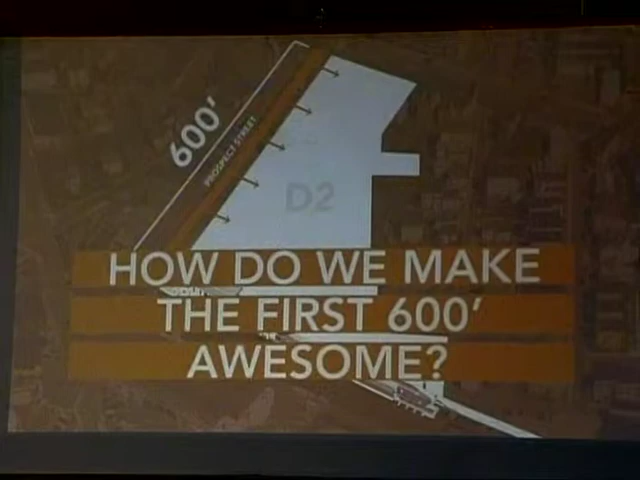 600'
PROSPECT STREET
D2
HOW DO WE MAKE
THE FIRST 600'
AWESOME?